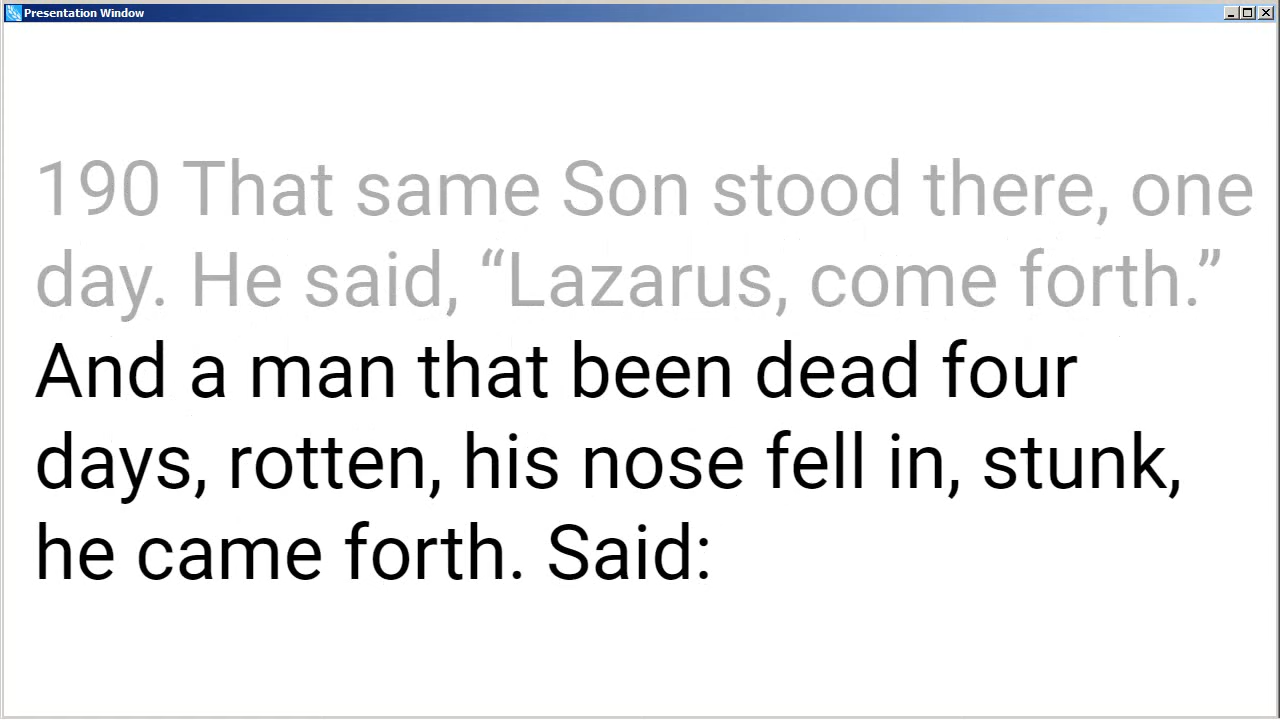 Presentation Window
190 That same Son stood there, one
day. He said, “Lazarus, come forth.”
And a man that been dead four
days, rotten, his nose fell in, stunk,
he came forth. Said: